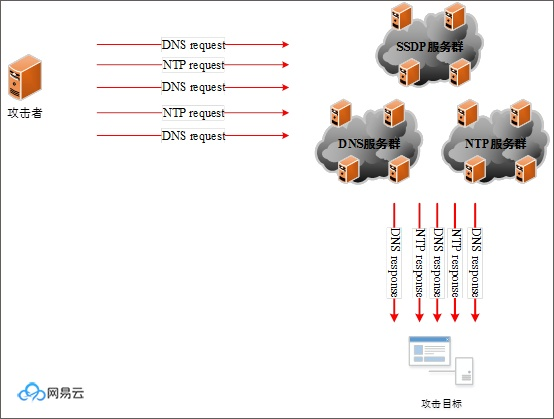 DNS request
NTP request
DNS request
NTP request
DNS request
攻击者
SSDP服务群
DNS服务群
NTP服务群
DNS response
NTP response
DNS response
NTP response
DNS response
攻击目标
网易云